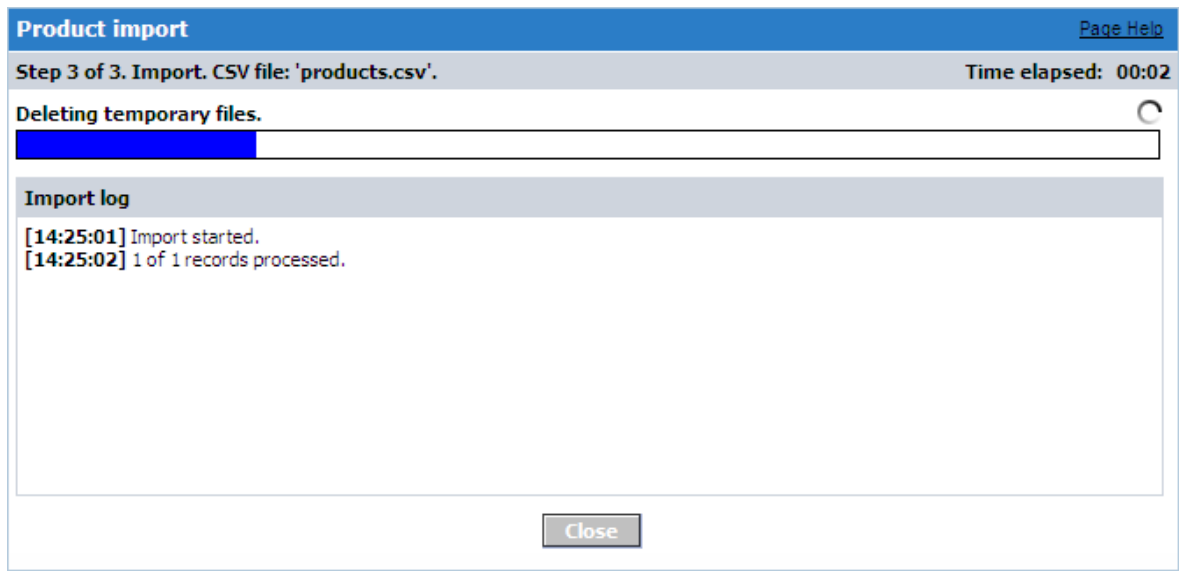 Product import
Page Help
Step 3 of 3. Import. CSV file: 'products.csv'.
Time elapsed: 00:02
Deleting temporary files.
Import log
[14:25:01] Import started.
[14:25:02] 1 of 1 records processed.
Close